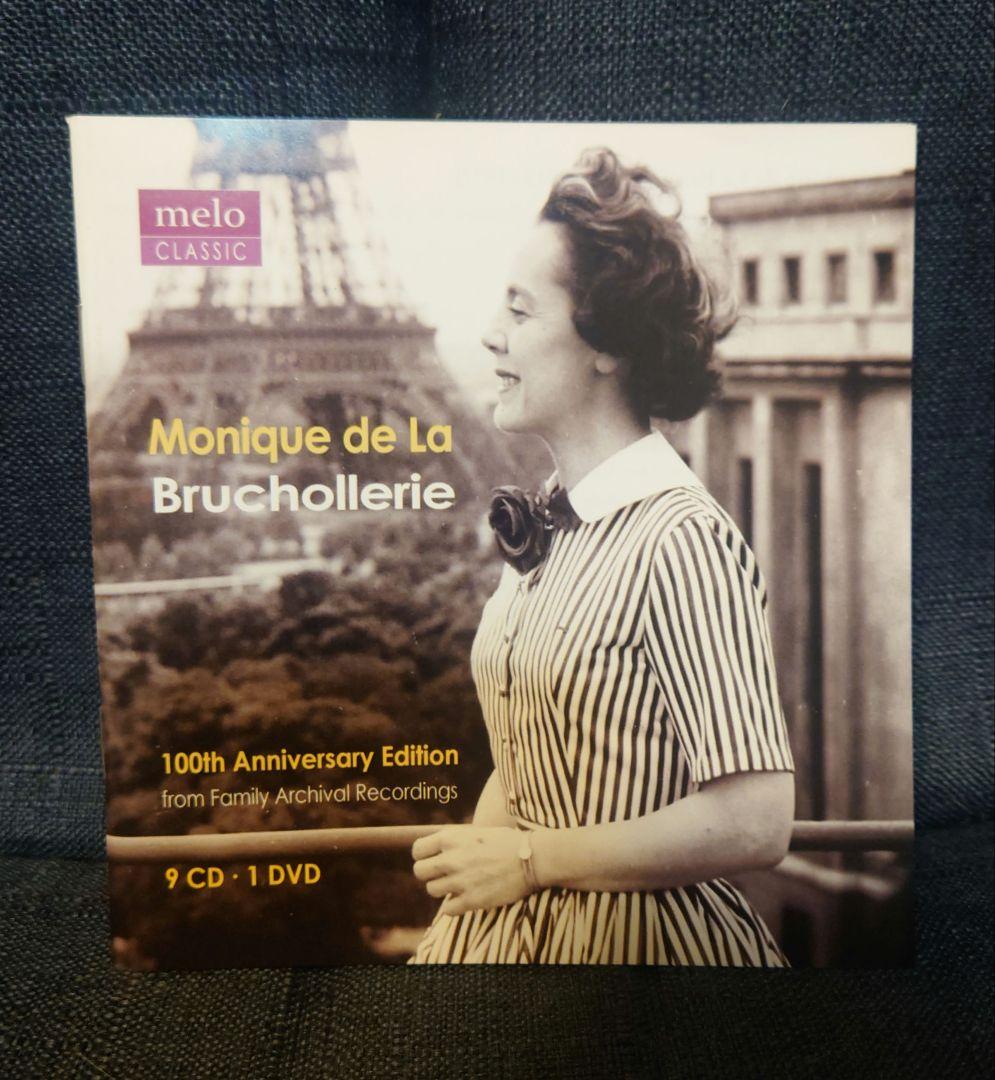 melo
CLASSIC
Monique de La
Bruchollerie
100th Anniversary Edition
from Family Archival Recordings
9 CD · 1 DVD